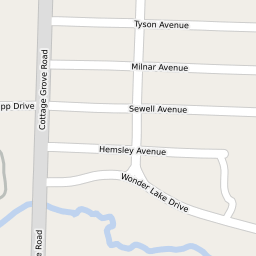 Tyson Avenue
Milnar Avenue
Cottage Grove Road
pp Drive
Sewell Avenue
Hemsley Avenue
Wonder Lake Drive
e Road